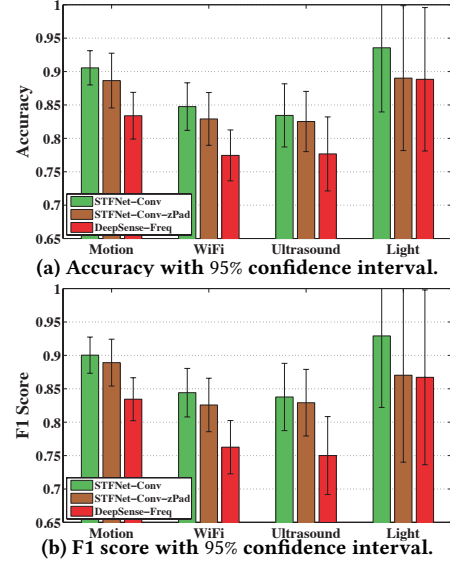 0.95
0.9
0.85
0.8
0.75
0.7
0.65
Accuracy
STFNet-Conv
STFNet-Conv-zPad
DeepSense-Freq
Motion WiFi Ultrasound Light
(a) Accuracy with 95% confidence interval.
0.95
0.9
0.85
0.8
0.75
0.7
0.65
F1 Score
STFNet-Conv
STFNet-Conv-zPad
DeepSense-Freq
Motion WiFi Ultrasound Light
(b) F1 score with 95% confidence interval.